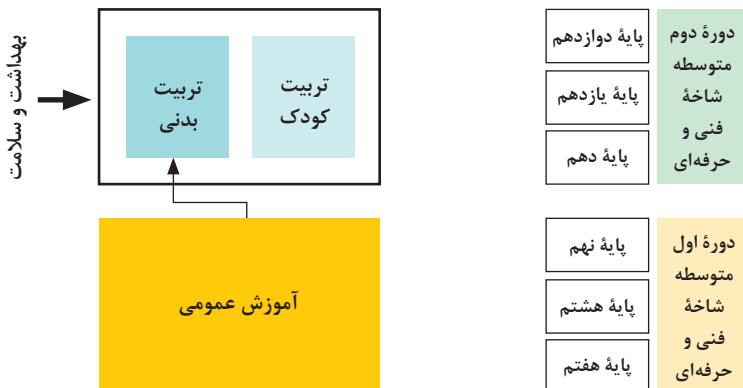 دورهٔ دوم
متوسطه
شاخهٔ
فنی و
حرفه‌ای
پایهٔ دوازدهم
پایهٔ یازدهم
پایهٔ دهم
تربیت
کودک
تربیت
بدنی
بهداشت و سلامت
دورهٔ اول
متوسطه
شاخهٔ
فنی و
حرفه‌ای
پایهٔ نهم
پایهٔ هشتم
پایهٔ هفتم
آموزش عمومی